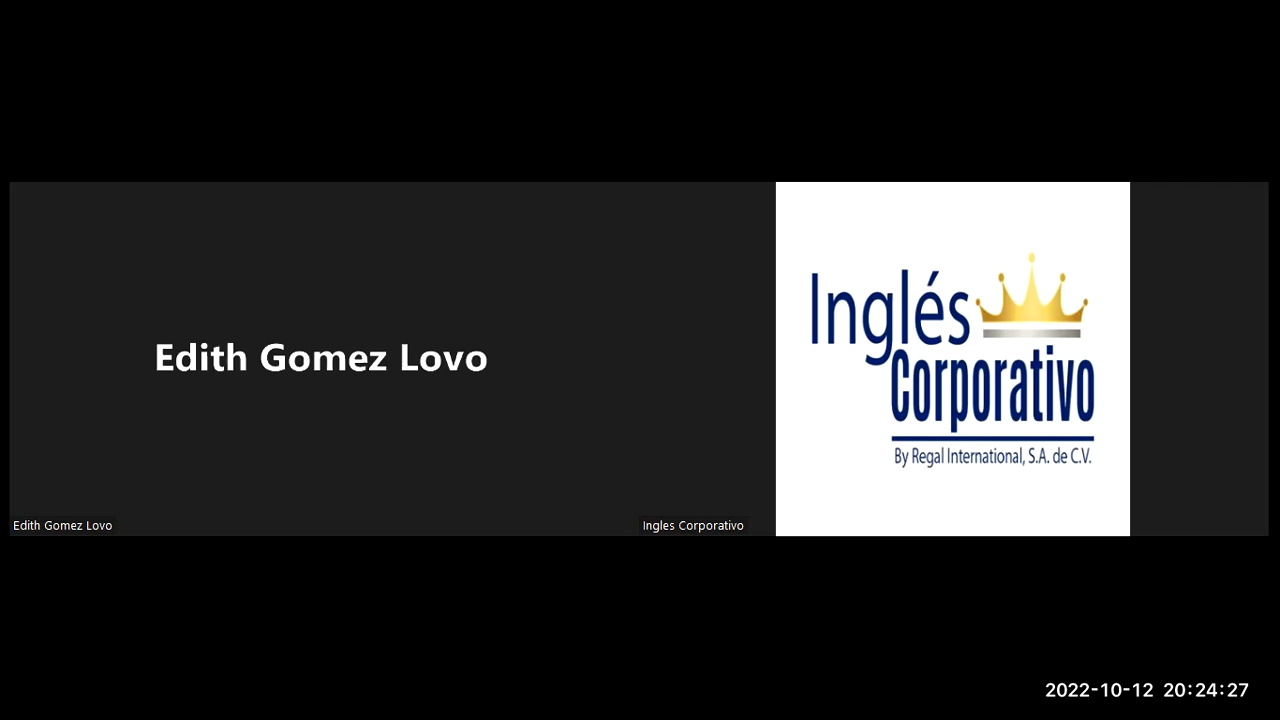 Edith Gomez Lovo
Edith Gomez Lovo
Ingles Corporativo
Inglés
Corporativo
By Regal International, S.A. de C.V.
2022-10-12 20:24:27